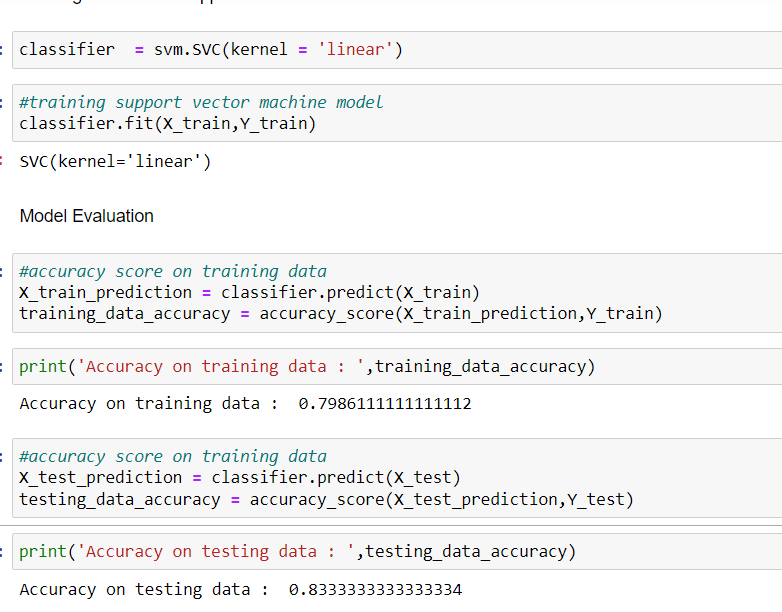 classifier  = svm.SVC(kernel = 'linear')
#training support vector machine model
classifier.fit(X_train,Y_train)
SVC(kernel='linear')
Model Evaluation
#accuracy score on training data
X_train_prediction = classifier.predict(X_train)
training_data_accuracy = accuracy_score(X_train_prediction,Y_train)
print('Accuracy on training data : ',training_data_accuracy)
Accuracy on training data :  0.7986111111111112
#accuracy score on training data
X_test_prediction = classifier.predict(X_test)
testing_data_accuracy = accuracy_score(X_test_prediction,Y_test)
print('Accuracy on testing data : ',testing_data_accuracy)
Accuracy on testing data :  0.8333333333333334